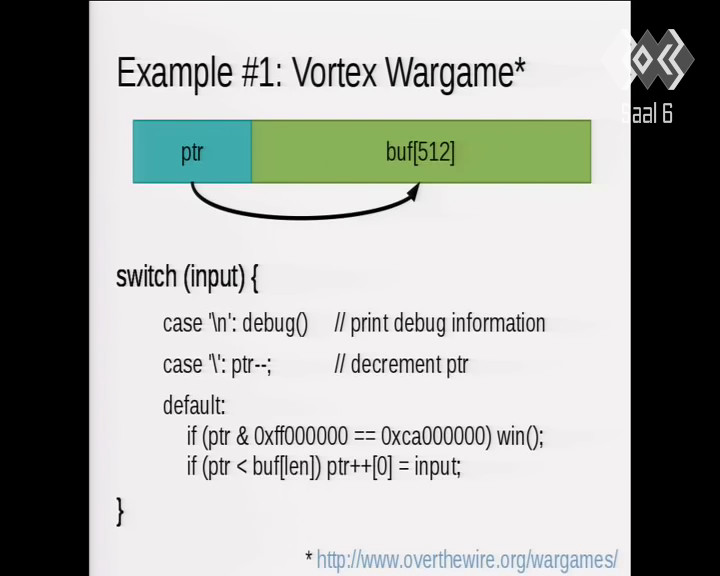 Example #1: Vortex Wargame*
Saal 6
ptr buf[512]
switch (input) {
case '\n': debug() // print debug information
case '\': ptr--; // decrement ptr
default:
if (ptr & 0xff000000 == 0xca000000) win();
if (ptr < buf[len]) ptr++[0] = input;
}
* http://www.overthewire.org/wargames/